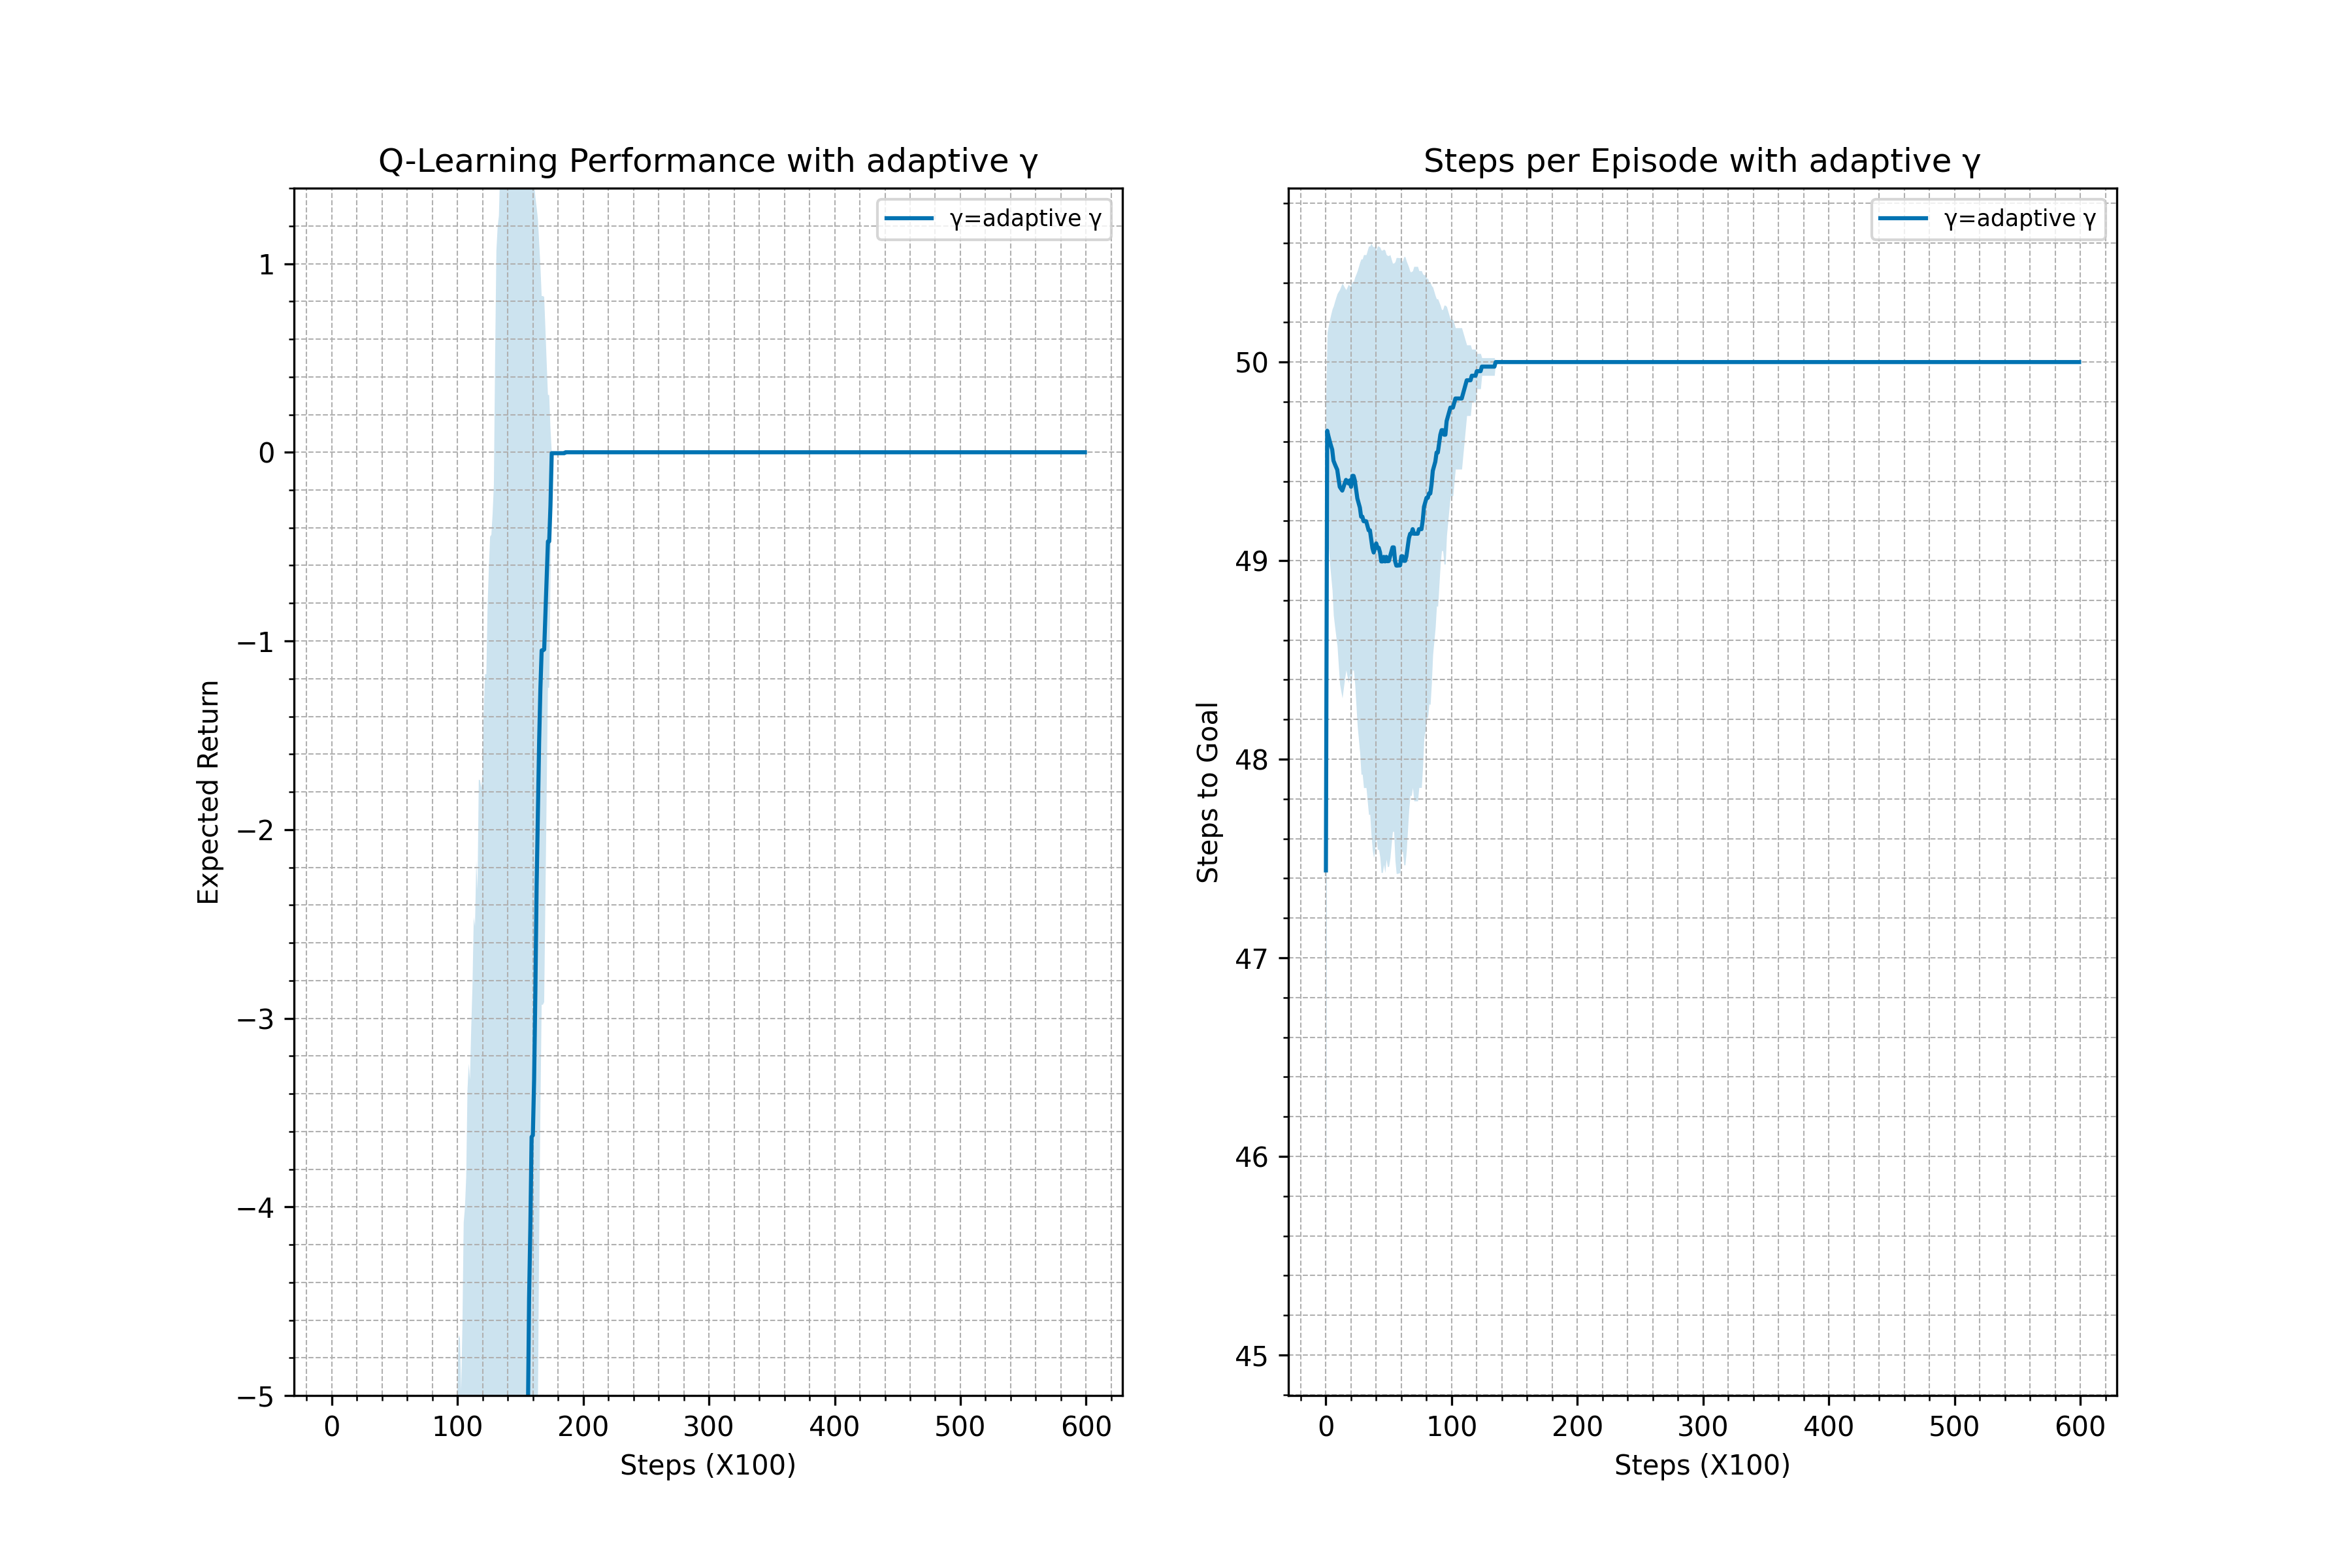 Q-Learning Performance with adaptive γ
γ=adaptive γ
Expected Return
1
0
−1
−2
−3
−4
−5
0 100 200 300 400 500 600
Steps (X100)
Steps per Episode with adaptive γ
γ=adaptive γ
Steps to Goal
50
49
48
47
46
45
0 100 200 300 400 500 600
Steps (X100)